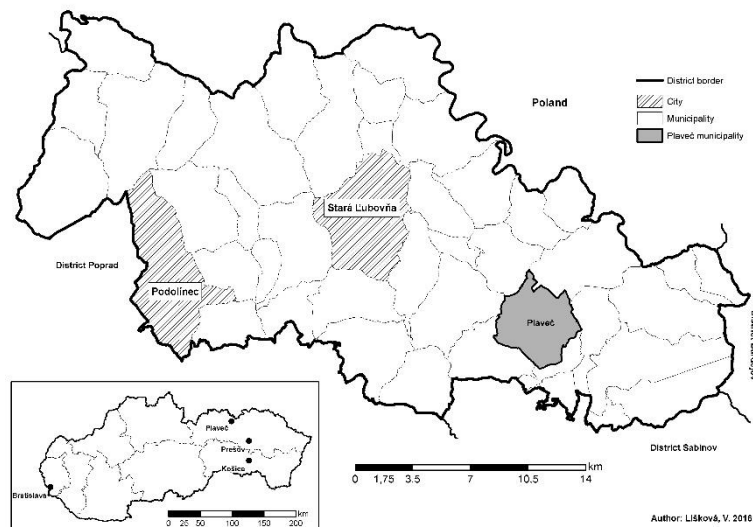 Poland
District border
City
Municipality
Plaveč municipality
Stará Ľubovňa
District Poprad
Podolínec
Plaveč
District Sabinov
Plaveč
Prešov
Košice
Bratislava
km
0 25 50 100 150 200
km
0 1,75 3.5 7 10.5 14
Author: Lišková, V. 2016